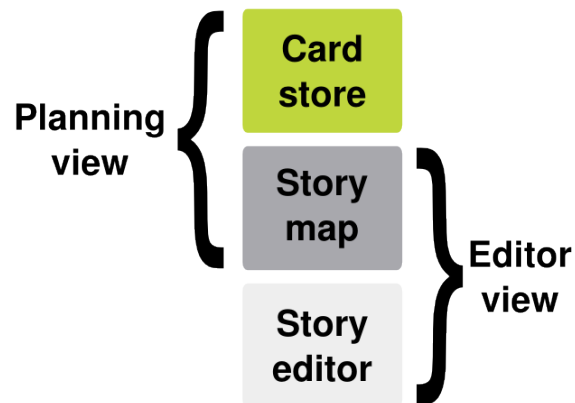 Card
store
Planning
view
Story
map
Editor
view
Story
editor